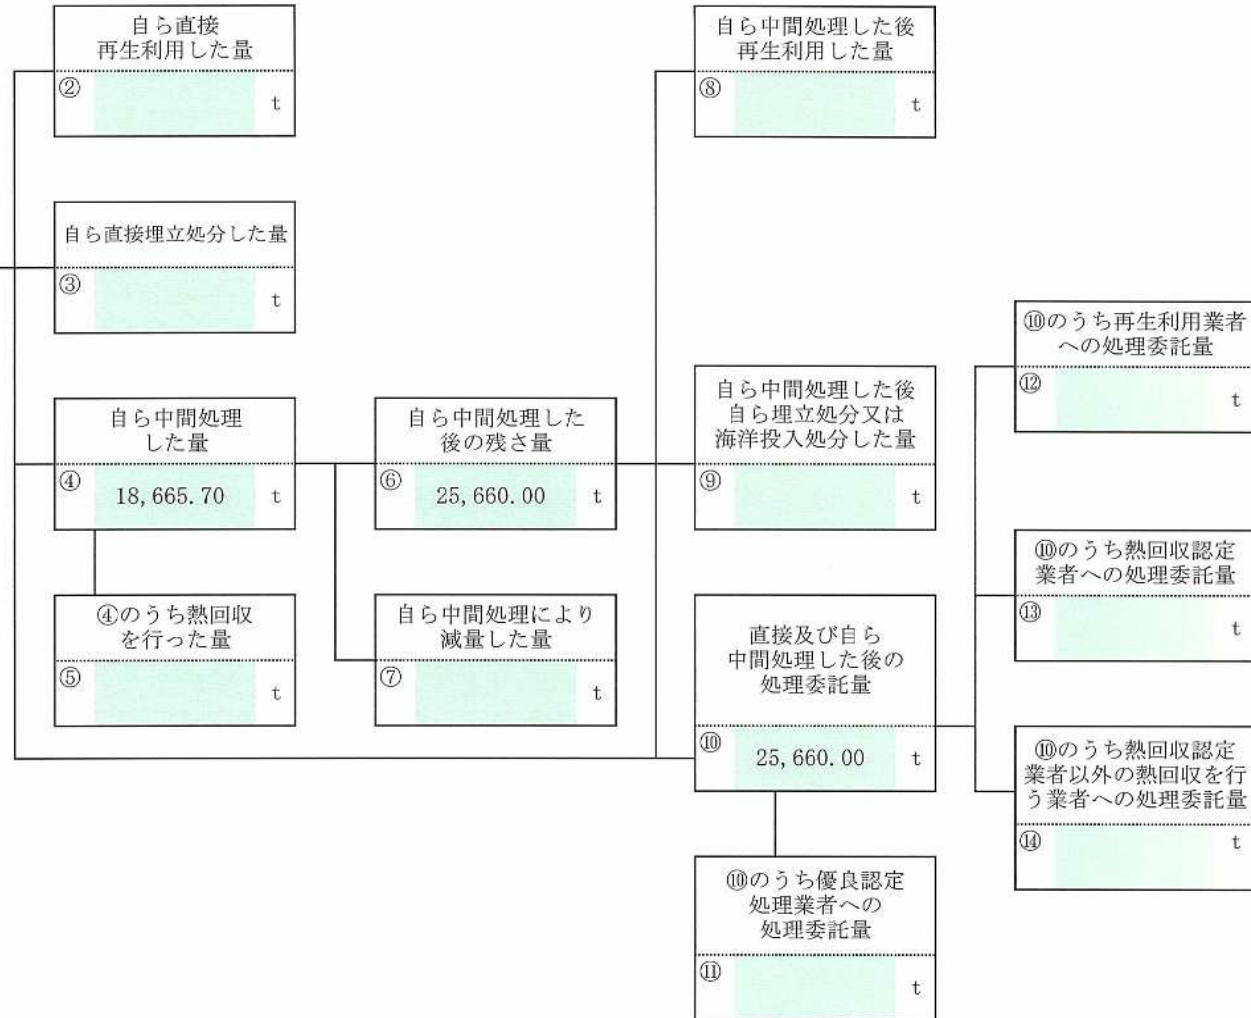 自ら直接
再生利用した量
②
t
自ら中間処理した後
再生利用した量
⑧
t
自ら直接埋立処分した量
③
t
⑩のうち再生利用業者
への処理委託量
⑫
t
自ら中間処理
した量
④ 18,665.70 t
自ら中間処理した
後の残さ量
⑥ 25,660.00 t
自ら中間処理した後
自ら埋立処分又は
海洋投入処分した量
⑨
t
⑩のうち熱回収認定
業者への処理委託量
⑬
t
④のうち熱回収
を行った量
⑤
t
自ら中間処理により
減量した量
⑦
t
直接及び自ら
中間処理した後の
処理委託量
⑩ 25,660.00 t
⑩のうち熱回収認定
業者以外の熱回収を行
う業者への処理委託量
⑭
t
⑩のうち優良認定
処理業者への
処理委託量
⑪
t